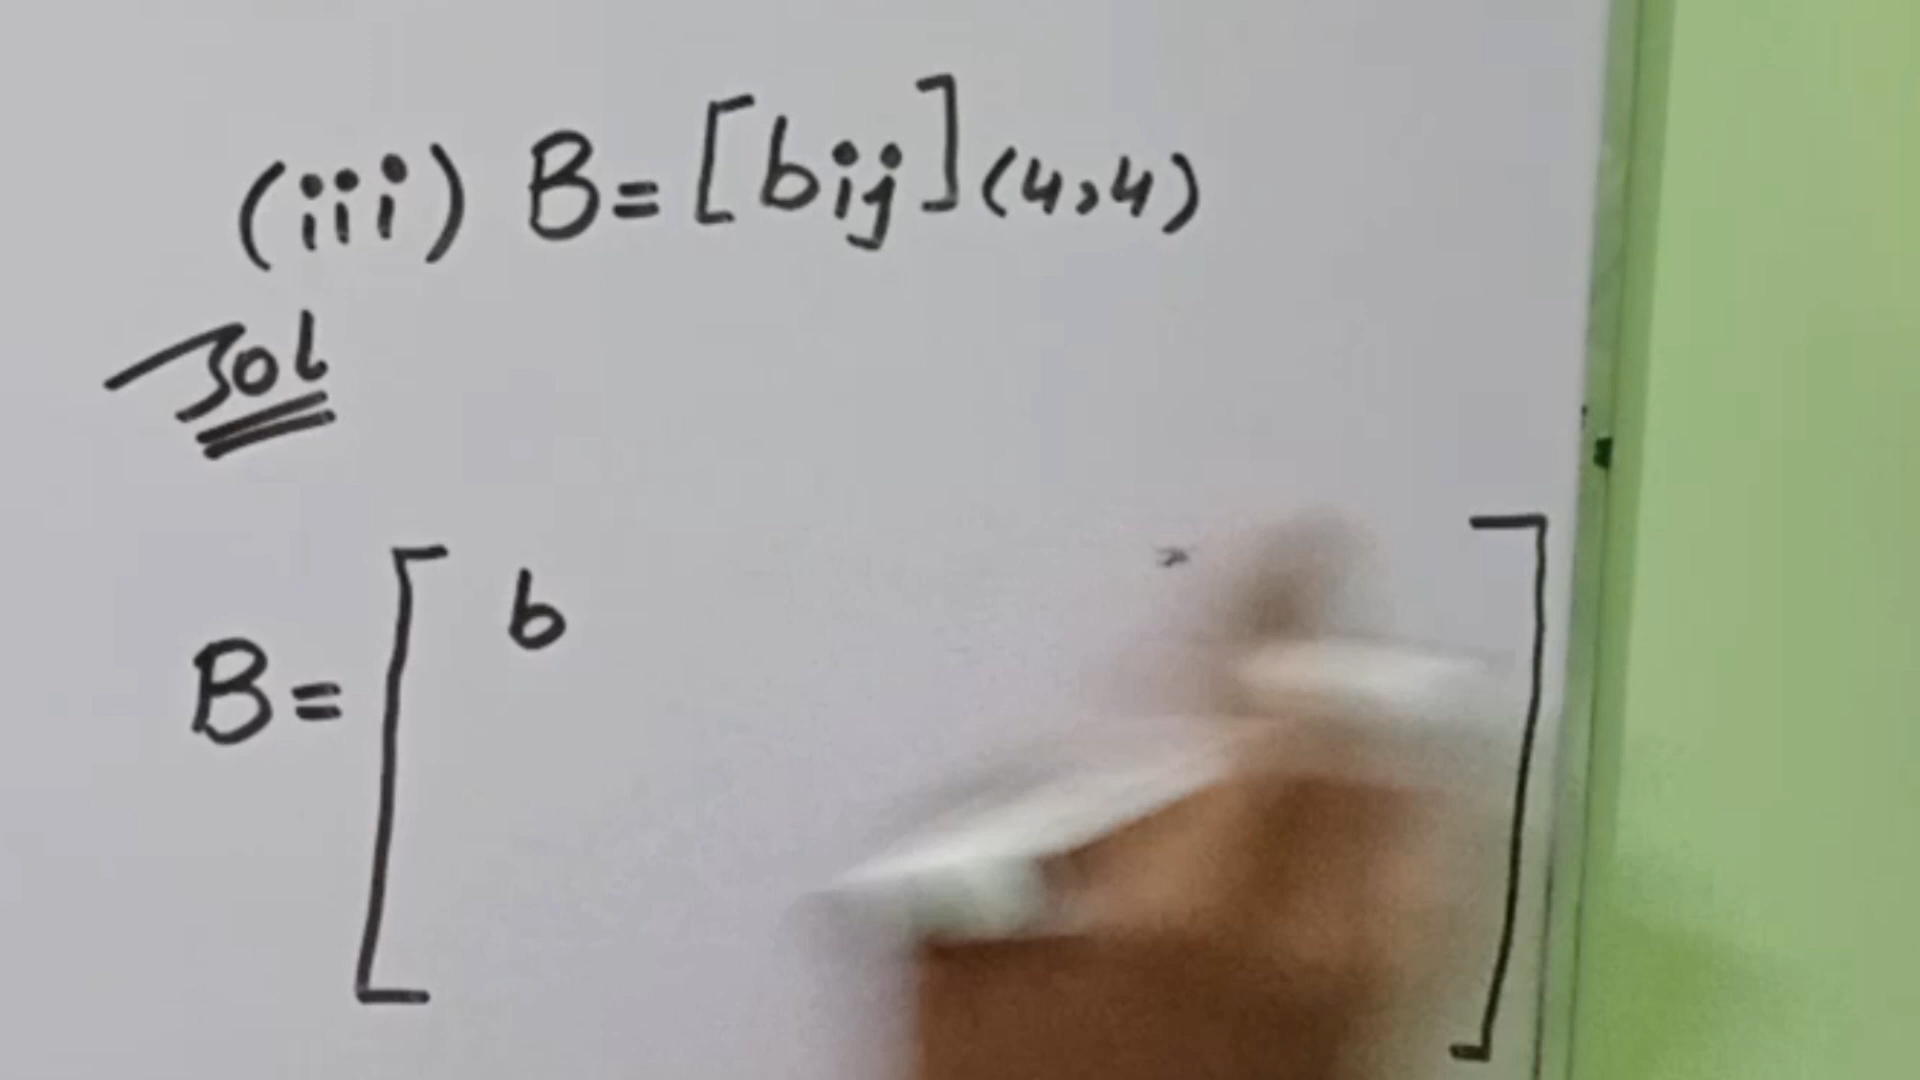 (iii) B = [bij](4,4)
Sol
B = [ b ]